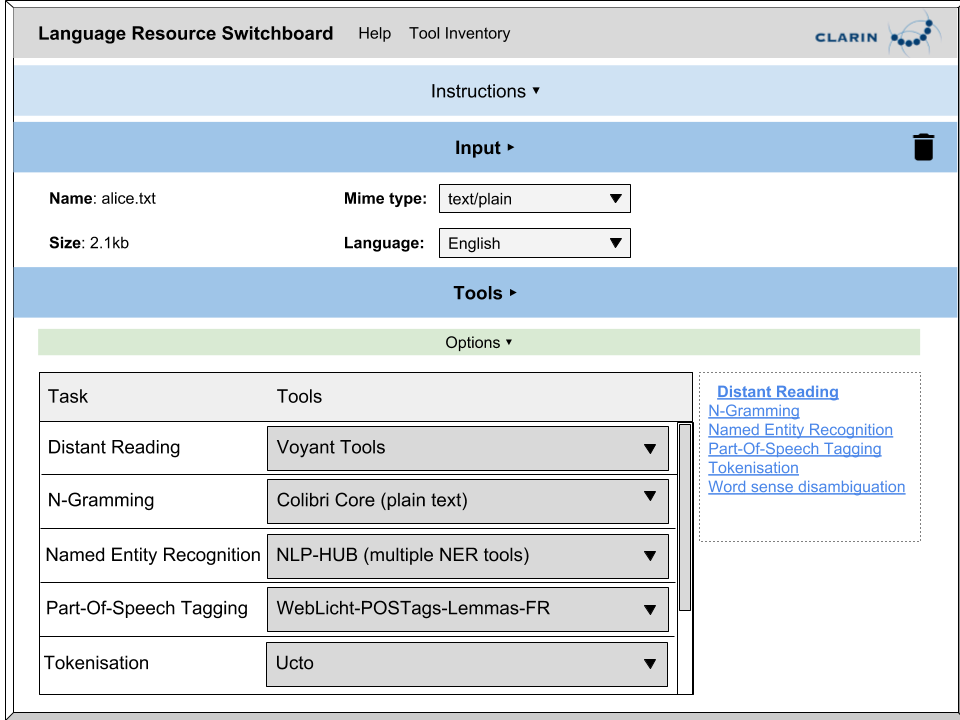 Language Resource Switchboard Help Tool Inventory CLARIN
Instructions ▾
Input ▸
Name: alice.txt Mime type: text/plain
Size: 2.1kb Language: English
Tools ▸
Options ▾
Task Tools
Distant Reading Voyant Tools
N-Gramming Colibri Core (plain text)
Named Entity Recognition NLP-HUB (multiple NER tools)
Part-Of-Speech Tagging WebLicht-POSTags-Lemmas-FR
Tokenisation Ucto
Distant Reading
N-Gramming
Named Entity Recognition
Part-Of-Speech Tagging
Tokenisation
Word sense disambiguation